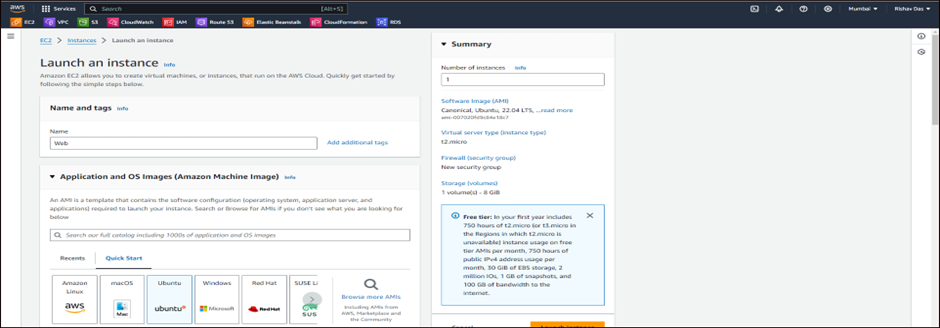 aws
Services
Search
[Alt+S]
Mumbai
Rishav Das
EC2
VPC
S3
CloudWatch
IAM
Route 53
Elastic Beanstalk
CloudFormation
RDS
EC2 > Instances > Launch an instance
Launch an instance Info
Amazon EC2 allows you to create virtual machines, or instances, that run on the AWS Cloud. Quickly get started by
following the simple steps below.
Name and tags Info
Name
Web
Add additional tags
Application and OS Images (Amazon Machine Image) Info
An AMI is a template that contains the software configuration (operating system, application server, and
applications) required to launch your instance. Search or Browse for AMIs if you don't see what you are looking for
below
Search our full catalog including 1000s of application and OS images
Recents
Quick Start
Amazon
Linux
aws
macOS
Mac
Ubuntu
ubuntu
Windows
Microsoft
Red Hat
Red Hat
SUSE Li
SUS
Browse more AMIs
Including AMIs from
AWS, Marketplace and
the Community
Summary
Number of instances Info
1
Software Image (AMI)
Canonical, Ubuntu, 22.04 LTS, ...read more
Virtual server type (instance type)
t2.micro
Firewall (security group)
New security group
Storage (volumes)
1 volume(s) - 8 GiB
Free tier: In your first year includes
750 hours of t2.micro (or t3.micro in
the Regions in which t2.micro is
unavailable) instance usage on free
tier AMIs per month, 750 hours of
public IPv4 address usage per
month, 30 GiB of EBS storage, 2
million IOs, 1 GB of snapshots, and
100 GB of bandwidth to the
internet.